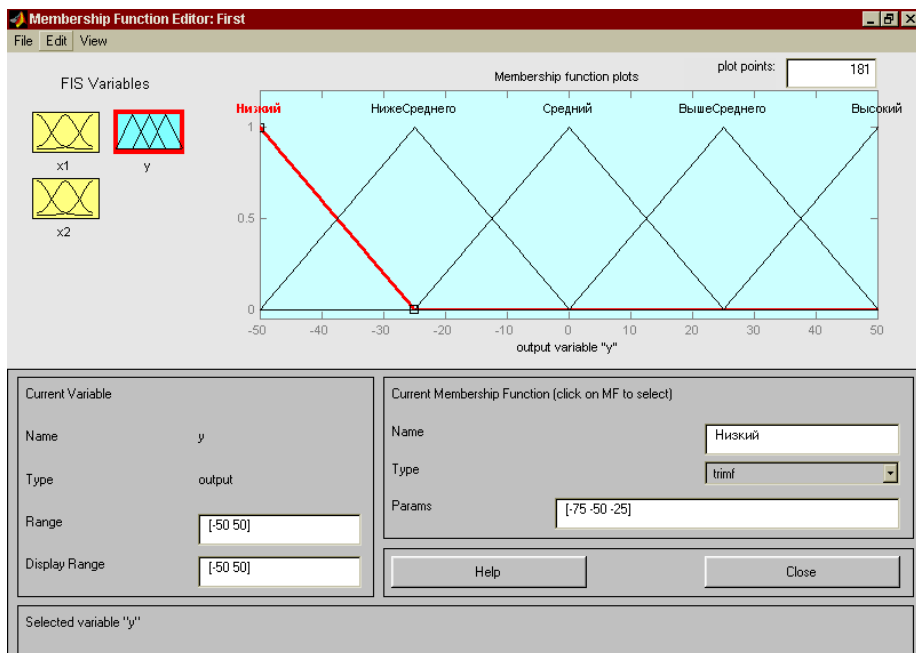 Membership Function Editor: First
File Edit View
FIS Variables
x1
y
x2
Membership function plots
plot points:
181
Низкий НижеСреднего Средний ВышеСреднего Высокий
1
0.5
0
-50 -40 -30 -20 -10 0 10 20 30 40 50
output variable "y"
Current Variable
Name y
Type output
Range [-50 50]
Display Range [-50 50]
Current Membership Function (click on MF to select)
Name Низкий
Type trimf
Params [-75 -50 -25]
Help Close
Selected variable "y"